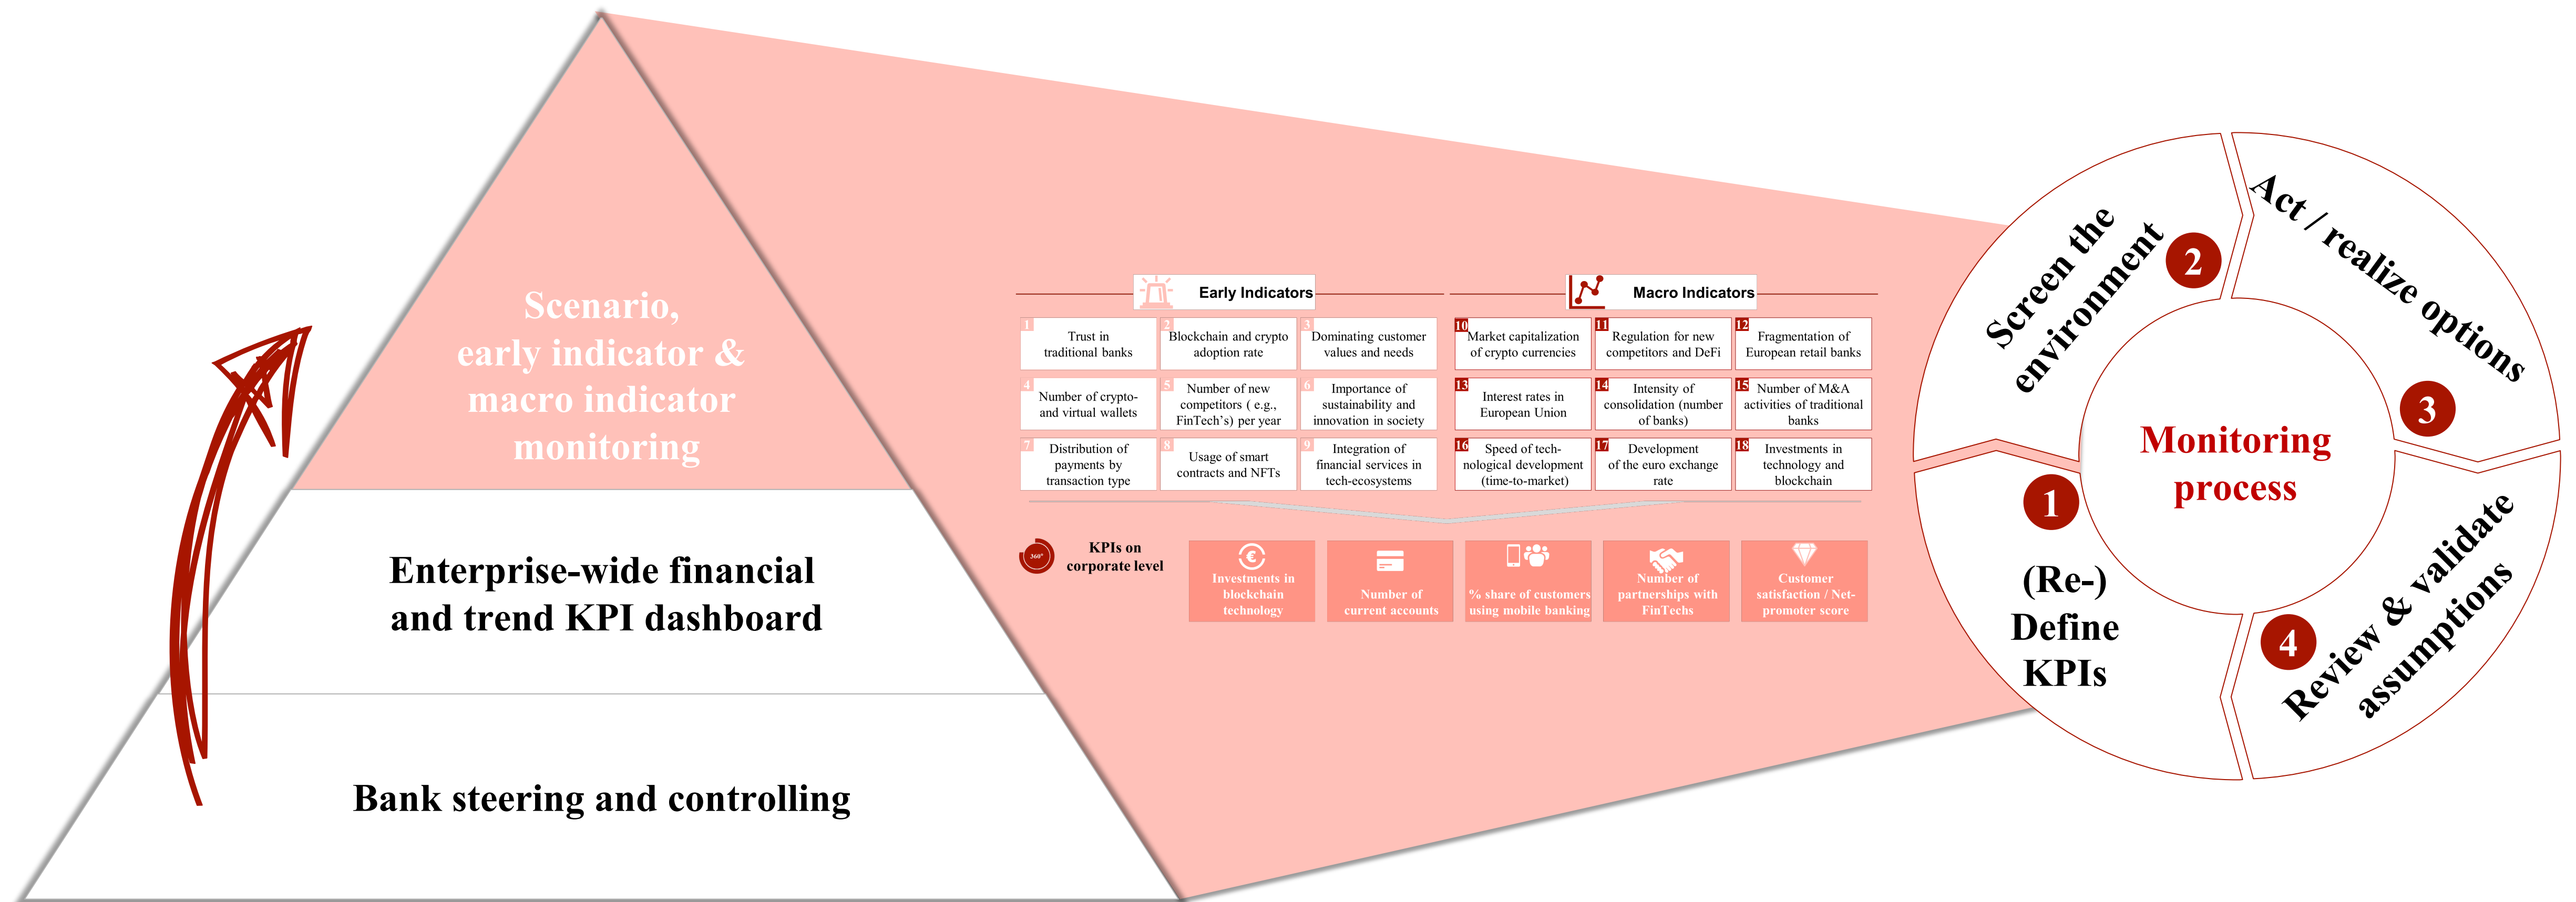 Scenario,
early indicator &
macro indicator
monitoring
Enterprise-wide financial
and trend KPI dashboard
Bank steering and controlling
Early Indicators
1
Trust in
traditional banks
2
Blockchain and crypto
adoption rate
3
Dominating customer
values and needs
4
Number of crypto-
and virtual wallets
5
Number of new
competitors ( e.g.,
FinTech's) per year
6
Importance of
sustainability and
innovation in society
7
Distribution of
payments by
transaction type
8
Usage of smart
contracts and NFTs
9
Integration of
financial services in
tech-ecosystems
Macro Indicators
10
Market capitalization
of crypto currencies
11
Regulation for new
competitors and DeFi
12
Fragmentation of
European retail banks
13
Interest rates in
European Union
14
Intensity of
consolidation (number
of banks)
15
Number of M&A
activities of traditional
banks
16
Speed of tech-
nological development
(time-to-market)
17
Development
of the euro exchange
rate
18
Investments in
technology and
blockchain
360°
KPIs on
corporate level
€
Investments in
blockchain
technology
Number of
current accounts
% share of customers
using mobile banking
Number of
partnerships with
FinTechs
Customer
satisfaction / Net-
promoter score
Monitoring
process
1
(Re-)
Define
KPIs
2
Screen the
environment
3
Act / realize options
4
Review & validate
assumptions